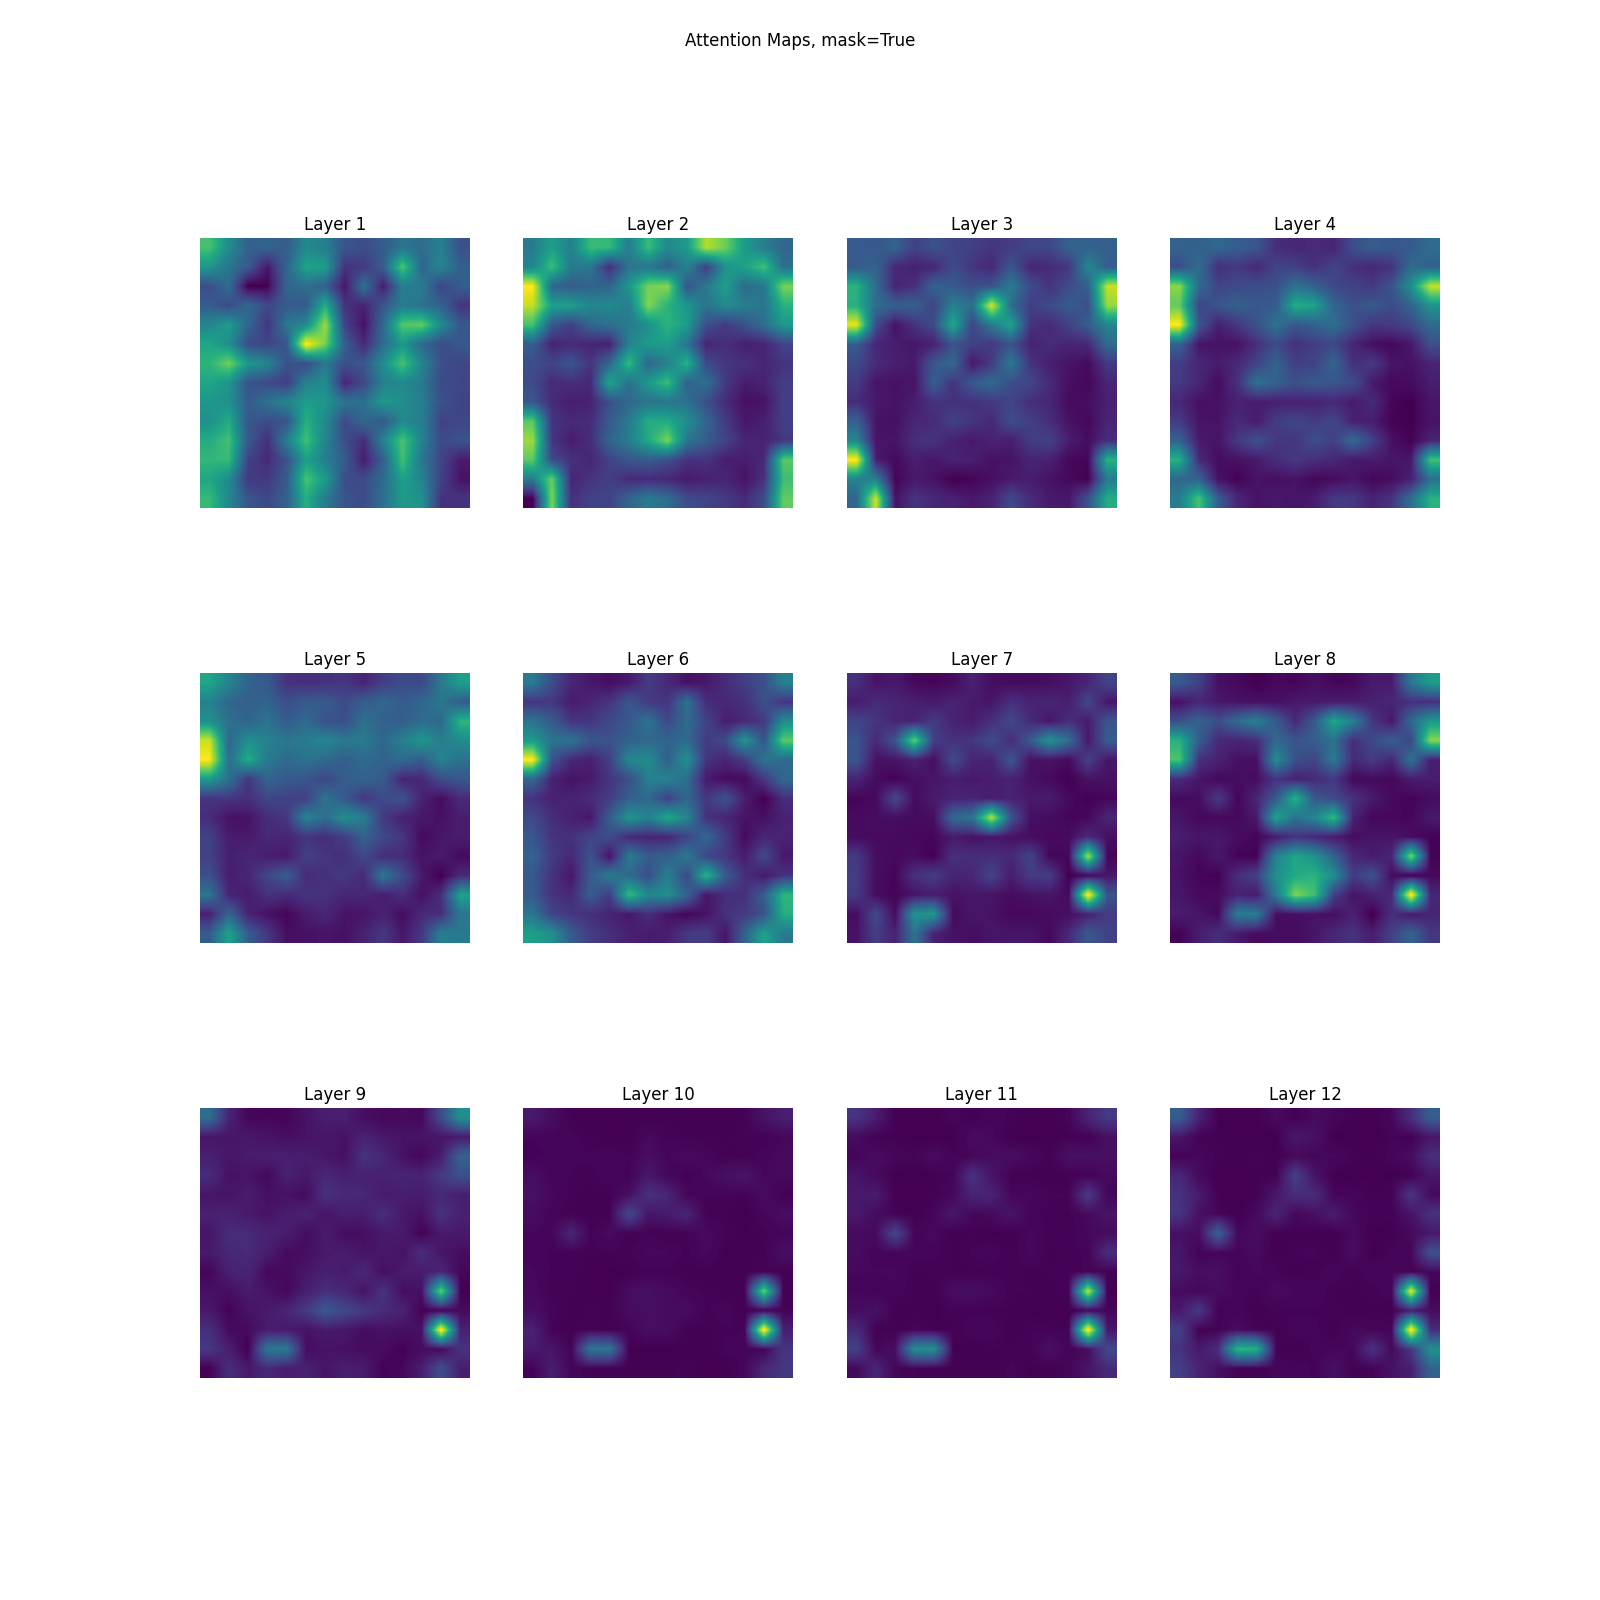 Attention Maps, mask=True
Layer 1
Layer 2
Layer 3
Layer 4
Layer 5
Layer 6
Layer 7
Layer 8
Layer 9
Layer 10
Layer 11
Layer 12